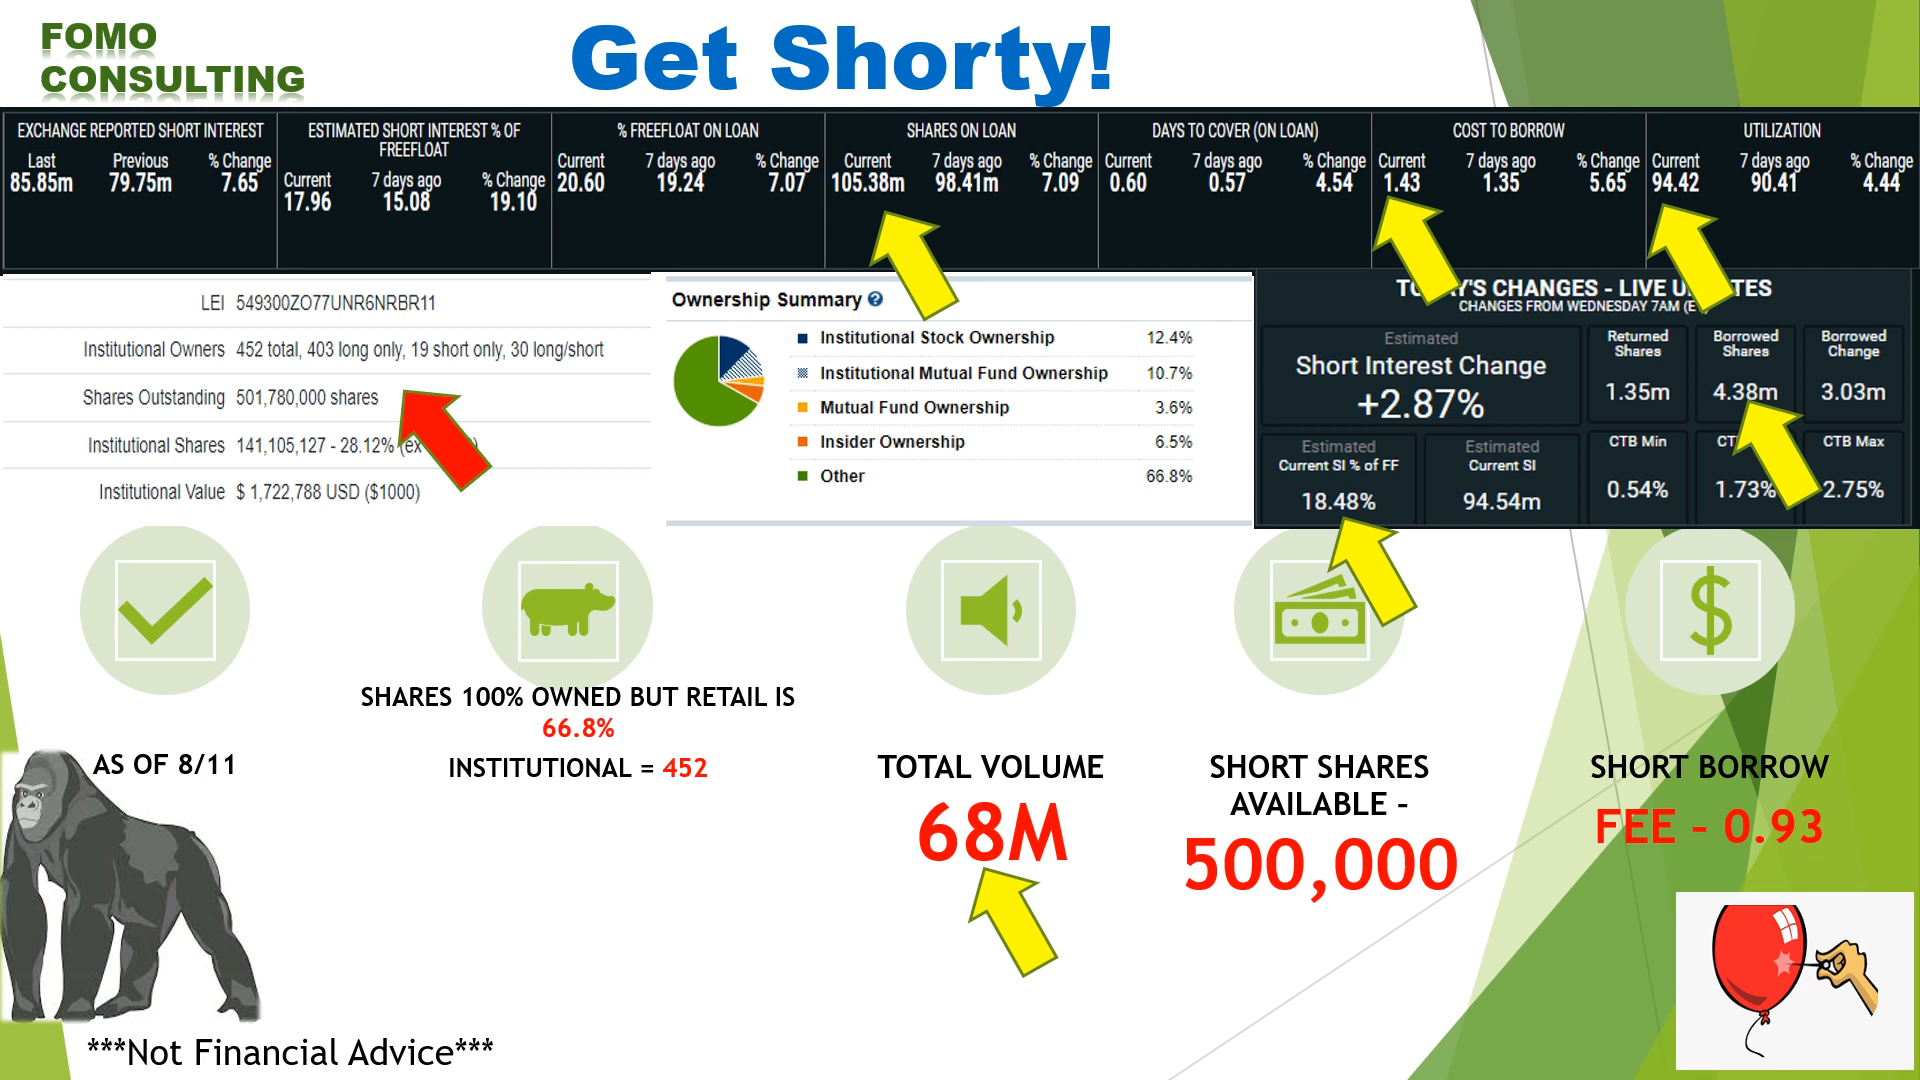 FOMO
CONSULTING
Get Shorty!
EXCHANGE REPORTED SHORT INTEREST
Last Previous % Change
85.85m 79.75m 7.65
ESTIMATED SHORT INTEREST % OF
FREEFLOAT
Current 7 days ago % Change
17.96 15.08 19.10
% FREEFLOAT ON LOAN
Current 7 days ago % Change
20.60 19.24 7.07
SHARES ON LOAN
Current 7 days ago % Change
105.38m 98.41m 7.09
DAYS TO COVER (ON LOAN)
Current 7 days ago % Change
0.60 0.57 4.54
COST TO BORROW
Current 7 days ago % Change
1.43 1.35 5.65
UTILIZATION
Current 7 days ago % Change
94.42 90.41 4.44
LEI 549300ZO77UNR6NRBR11
Institutional Owners 452 total, 403 long only, 19 short only, 30 long/short
Shares Outstanding 501,780,000 shares
Institutional Shares 141,105,127 - 28.12% (ex )
Institutional Value $ 1,722,788 USD ($1000)
Ownership Summary ?
Institutional Stock Ownership 12.4%
Institutional Mutual Fund Ownership 10.7%
Mutual Fund Ownership 3.6%
Insider Ownership 6.5%
Other 66.8%
'S CHANGES - LIVE
CHANGES FROM WEDNESDAY 7AM
Estimated
Short Interest Change
+2.87%
Returned
Shares
1.35m
Borrowed
Shares
4.38m
Borrowed
Change
3.03m
Estimated
Current SI % of FF
18.48%
Estimated
Current SI
94.54m
CTB Min
0.54%
1.73%
CTB Max
2.75%
AS OF 8/11
SHARES 100% OWNED BUT RETAIL IS
66.8%
INSTITUTIONAL = 452
TOTAL VOLUME
68M
SHORT SHARES
AVAILABLE -
500,000
SHORT BORROW
FEE - 0.93
***Not Financial Advice***